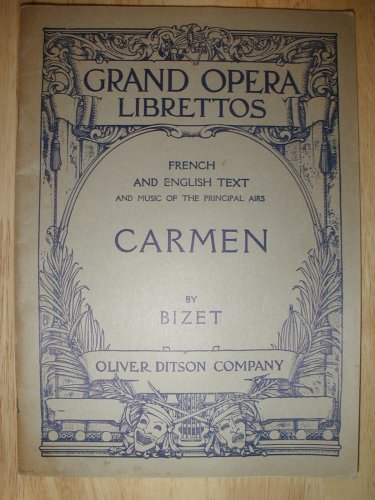 GRAND OPERA
LIBRETTOS
FRENCH
AND ENGLISH TEXT
AND MUSIC OF THE PRINCIPAL AIRS
CARMEN
BY
BIZET
OLIVER DITSON COMPANY